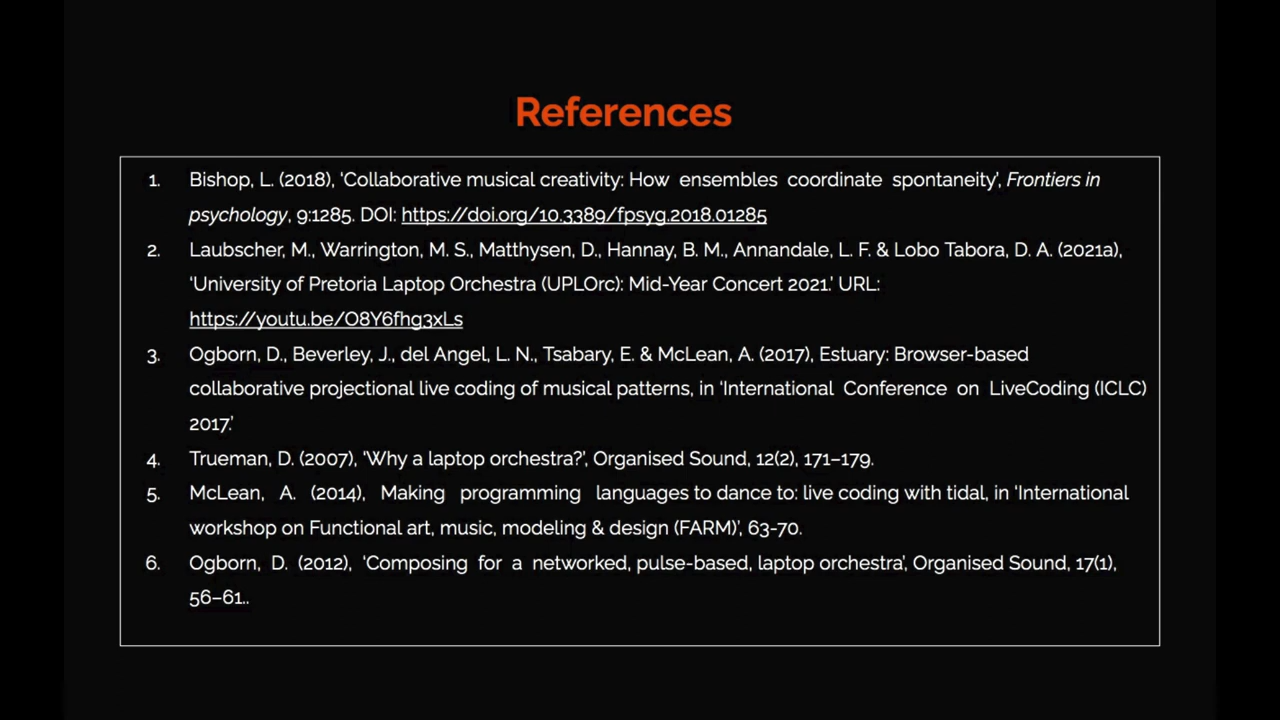 References
1. Bishop, L. (2018), ‘Collaborative musical creativity: How ensembles coordinate spontaneity’, Frontiers in
psychology, 9:1285. DOI: https://doi.org/10.3389/fpsyg.2018.01285
2. Laubscher, M., Warrington, M. S., Matthysen, D., Hannay, B. M., Annandale, L. F. & Lobo Tabora, D. A. (2021a),
‘University of Pretoria Laptop Orchestra (UPLOrc): Mid-Year Concert 2021.’ URL:
https://youtu.be/O8Y6fhg3xLs
3. Ogborn, D., Beverley, J., del Angel, L. N., Tsabary, E. & McLean, A. (2017), Estuary: Browser-based
collaborative projectional live coding of musical patterns, in ‘International Conference on LiveCoding (ICLC)
2017.’
4. Trueman, D. (2007), ‘Why a laptop orchestra?’, Organised Sound, 12(2), 171–179.
5. McLean, A. (2014), Making programming languages to dance to: live coding with tidal, in ‘International
workshop on Functional art, music, modeling & design (FARM)’, 63-70.
6. Ogborn, D. (2012), ‘Composing for a networked, pulse-based, laptop orchestra’, Organised Sound, 17(1),
56–61..